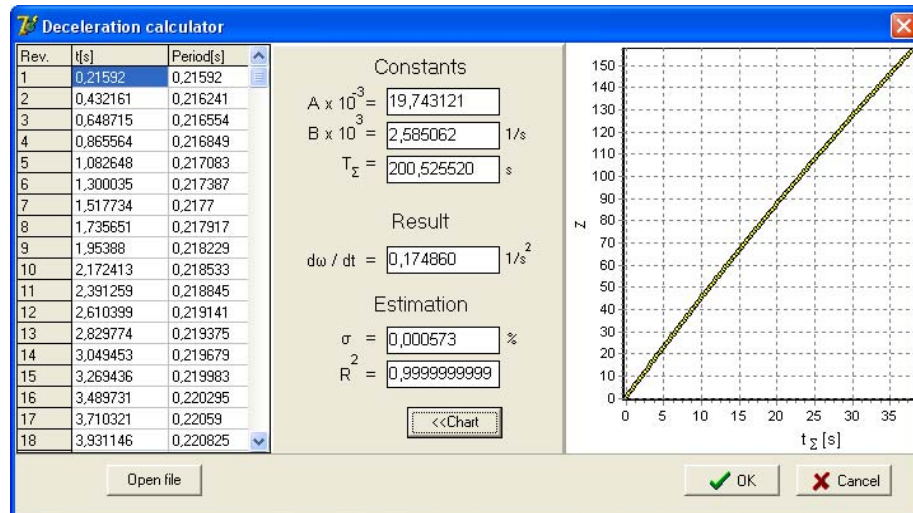 Deceleration calculator
Rev. t[s] Period[s]
1 0,21592 0,21592
2 0,432161 0,216241
3 0,648715 0,216554
4 0,865564 0,216849
5 1,082648 0,217083
6 1,300035 0,217387
7 1,517734 0,2177
8 1,735651 0,217917
9 1,95388 0,218229
10 2,172413 0,218533
11 2,391259 0,218845
12 2,610399 0,219141
13 2,829774 0,219375
14 3,049453 0,219679
15 3,269436 0,219983
16 3,489731 0,220295
17 3,710321 0,22059
18 3,931146 0,220825
Open file
Constants
A x 10⁻³ = 19,743121
B x 10³ = 2,585062 1/s
T_Σ = 200,525520 s
Result
dω / dt = 0,174860 1/s²
Estimation
σ = 0,000573 %
R² = 0,9999999999
<<Chart
Z
150
140
130
120
110
100
90
80
70
60
50
40
30
20
10
0
0 5 10 15 20 25 30 35
t_Σ [s]
OK Cancel